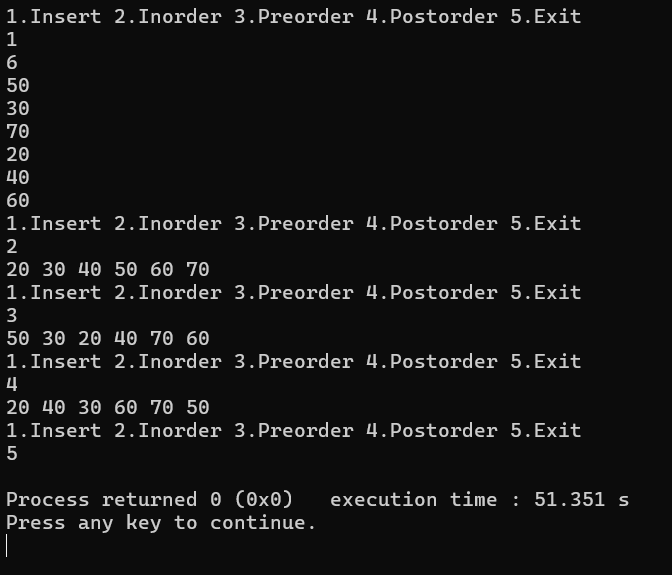 1.Insert 2.Inorder 3.Preorder 4.Postorder 5.Exit
1
6
50
30
70
20
40
60
1.Insert 2.Inorder 3.Preorder 4.Postorder 5.Exit
2
20 30 40 50 60 70
1.Insert 2.Inorder 3.Preorder 4.Postorder 5.Exit
3
50 30 20 40 70 60
1.Insert 2.Inorder 3.Preorder 4.Postorder 5.Exit
4
20 40 30 60 70 50
1.Insert 2.Inorder 3.Preorder 4.Postorder 5.Exit
5
Process returned 0 (0x0)   execution time : 51.351 s
Press any key to continue.